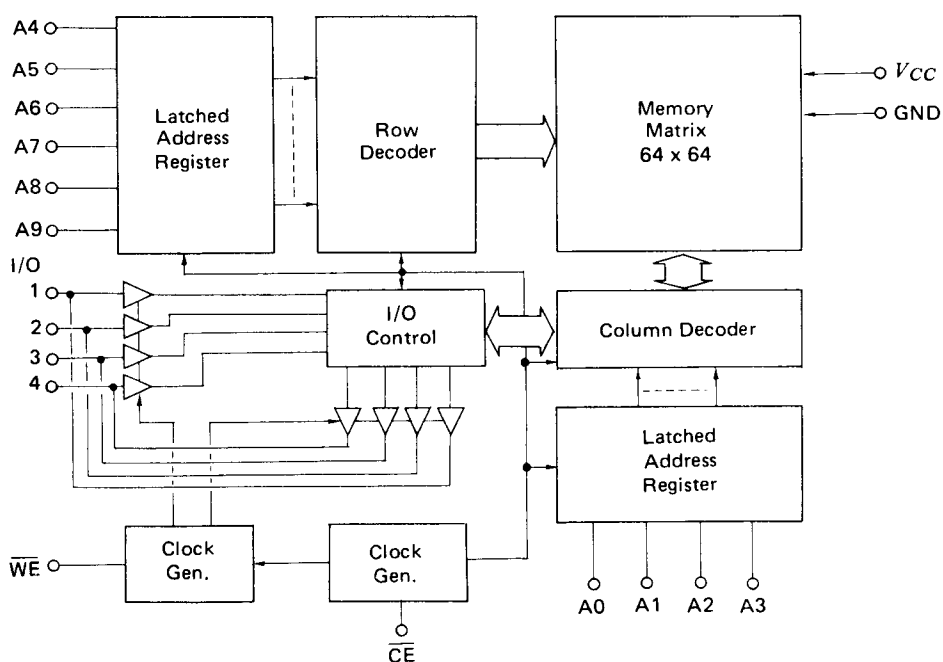 A4
A5
A6
A7
A8
A9
Latched
Address
Register
Row
Decoder
Memory
Matrix
64 x 64
VCC
GND
I/O
1
2
3
4
I/O
Control
Column Decoder
Latched
Address
Register
WE
Clock
Gen.
Clock
Gen.
CE
A0
A1
A2
A3